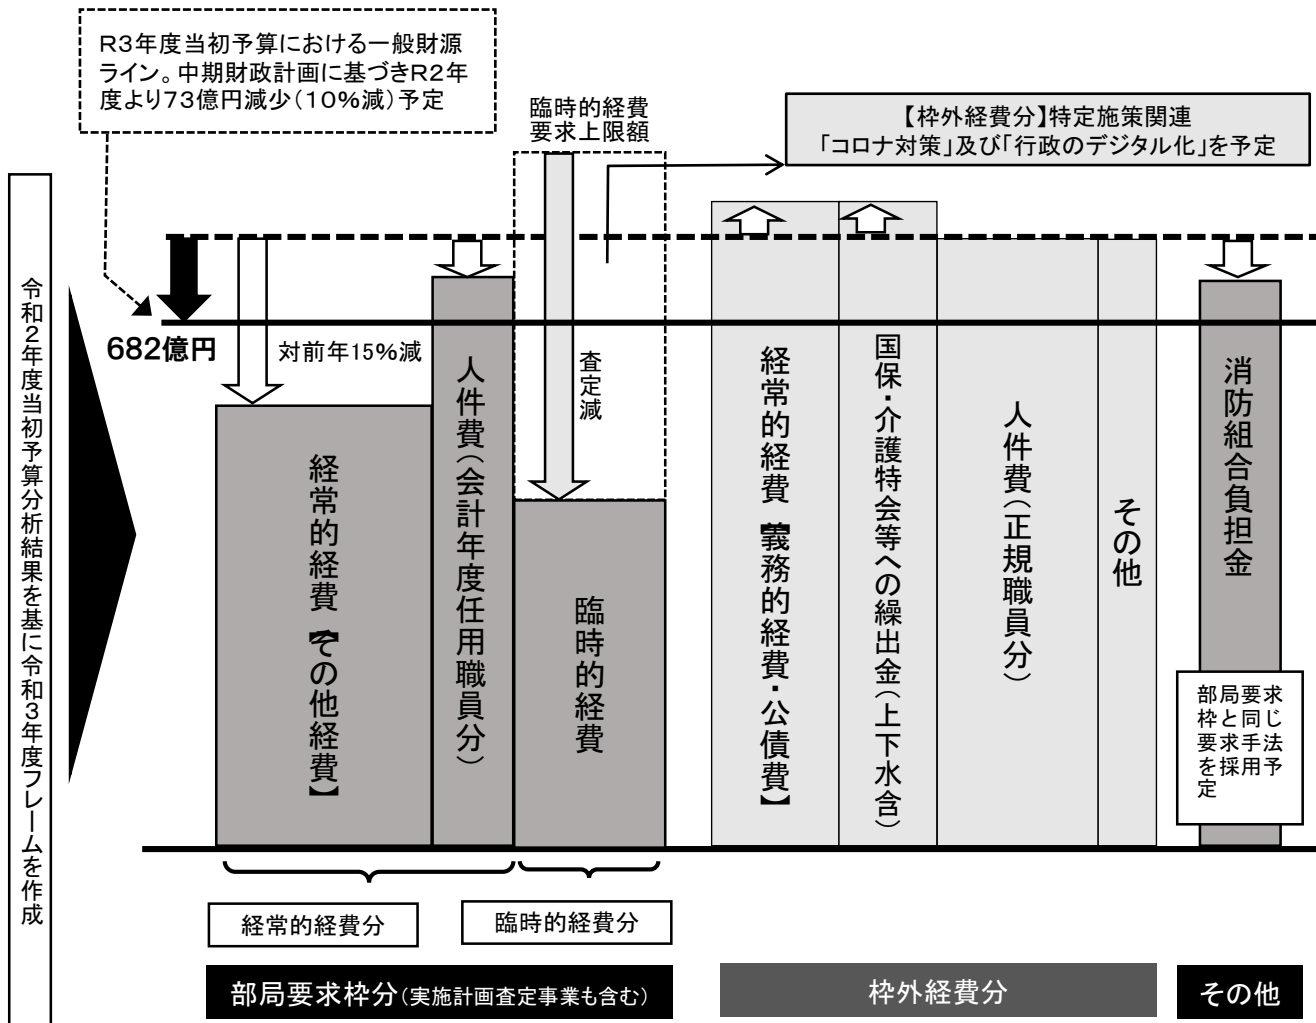 R3年度当初予算における一般財源
ライン。中期財政計画に基づきR2年
度より73億円減少(10%減)予定
臨時的経費
要求上限額
【枠外経費分】特定施策関連
「コロナ対策」及び「行政のデジタル化」を予定
令和2年度当初予算分析結果を基に令和3年度フレームを作成
682億円
対前年15%減
査定減
経常的経費【その他経費】
人件費(会計年度任用職員分)
臨時的経費
経常的経費【義務的経費・公債費】
国保・介護特会等への繰出金(上下水含)
人件費(正規職員分)
その他
消防組合負担金
部局要求
枠と同じ
要求手法
を採用予
定
経常的経費分
臨時的経費分
部局要求枠分(実施計画査定事業も含む)
枠外経費分
その他